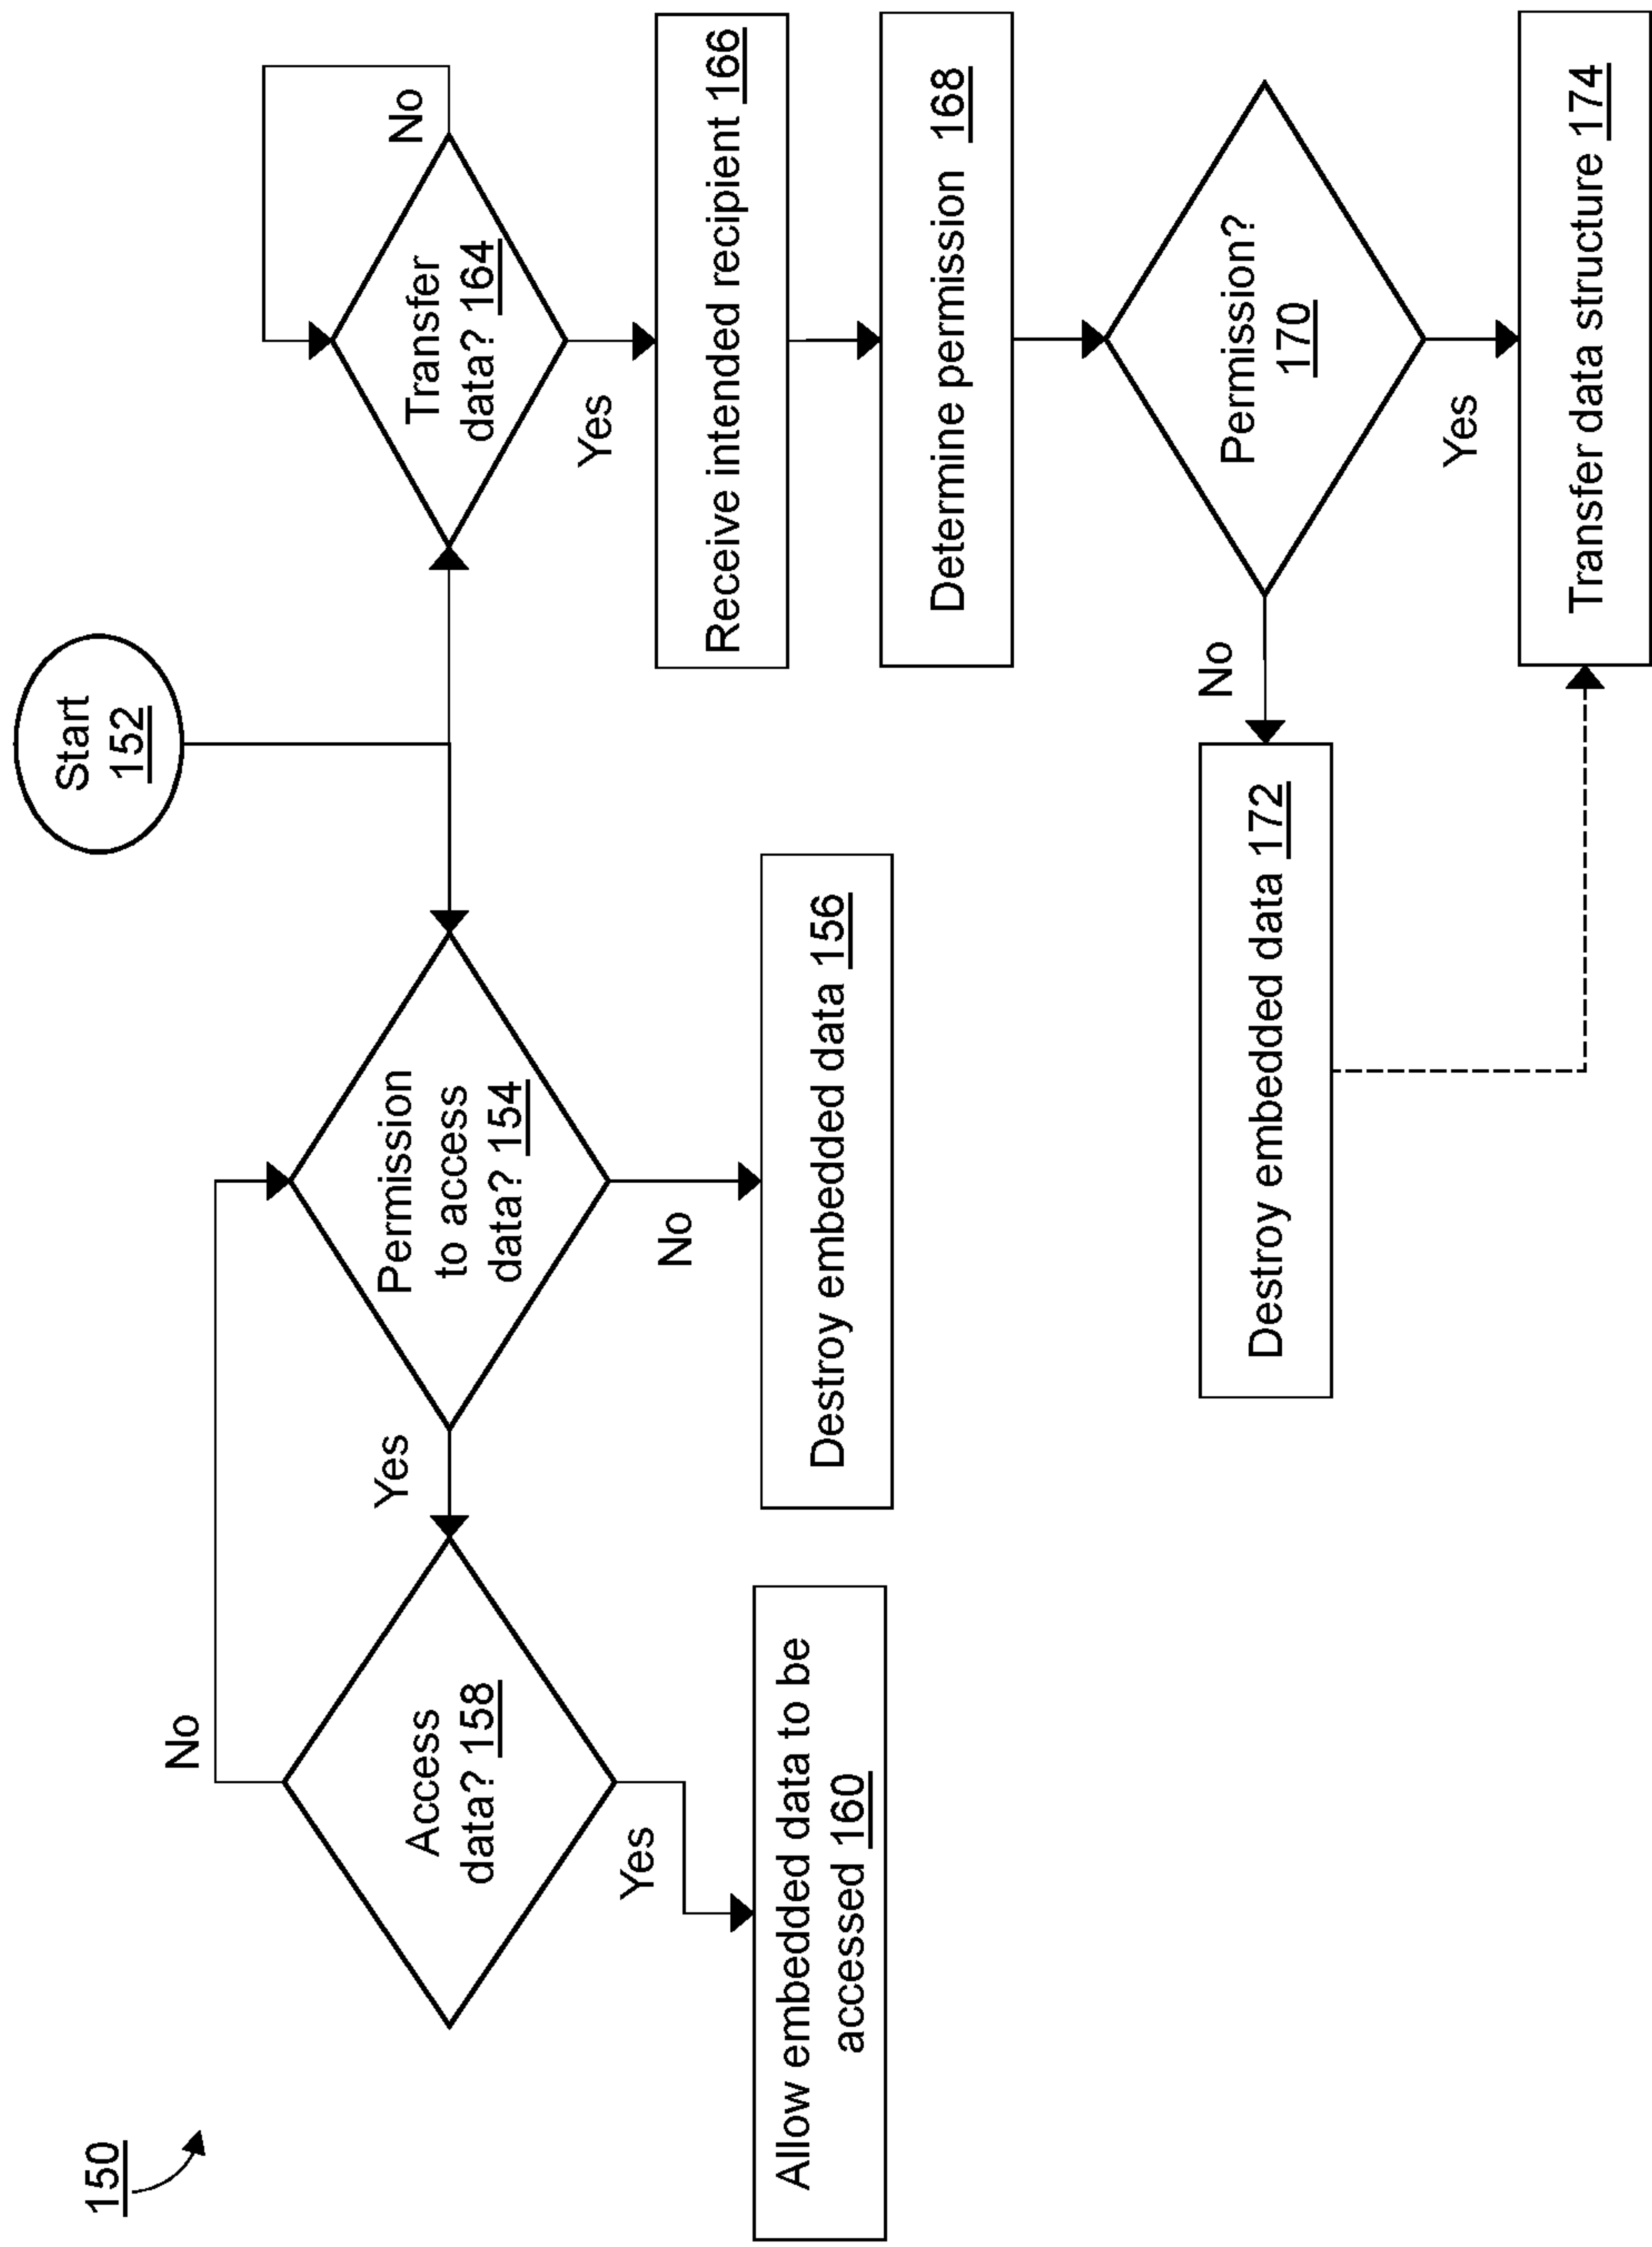 150
Start
152
No
Access
data? 158
Yes
Allow embedded data to be
accessed 160
Yes
Permission
to access
data? 154
No
Destroy embedded data 156
No
Transfer
data? 164
Yes
Receive intended recipient 166
Determine permission 168
Permission?
170
No
Destroy embedded data 172
Yes
Transfer data structure 174